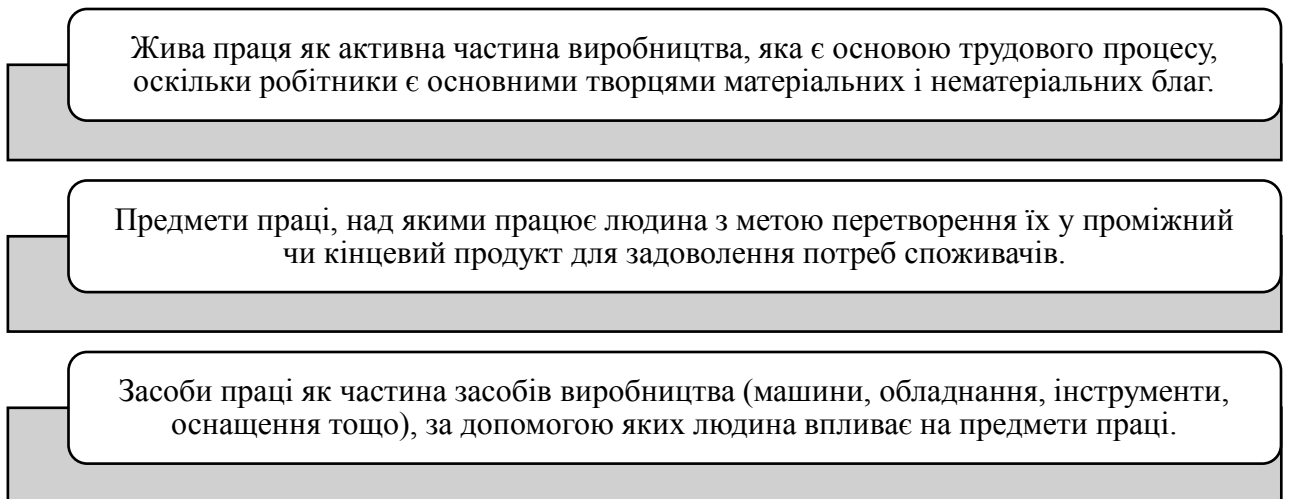 Жива праця як активна частина виробництва, яка є основою трудового процесу,
оскільки робітники є основними творцями матеріальних і нематеріальних благ.
Предмети праці, над якими працює людина з метою перетворення їх у проміжний
чи кінцевий продукт для задоволення потреб споживачів.
Засоби праці як частина засобів виробництва (машини, обладнання, інструменти,
оснащення тощо), за допомогою яких людина впливає на предмети праці.